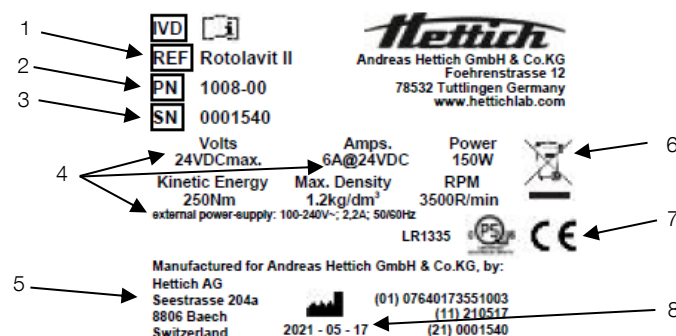 1
IVD i
Hettich
REF Rotolavit II
Andreas Hettich GmbH & Co.KG
Foehrenstrasse 12
2
PN 1008-00
78532 Tuttlingen Germany
www.hettichlab.com
3
SN 0001540
Volts Amps. Power
24VDCmax. 6A@24VDC 150W
4
6
Kinetic Energy Max. Density RPM
250Nm 1.2kg/dm³ 3500R/min
external power-supply: 100-240V~; 2,2A; 50/60Hz
7
LR1335 c PS us CE
Manufactured for Andreas Hettich GmbH & Co.KG, by:
Hettich AG
5
Seestrasse 204a (01) 07640173551003
8806 Baech (11) 210517
8
Switzerland 2021 - 05 - 17 (21) 0001540